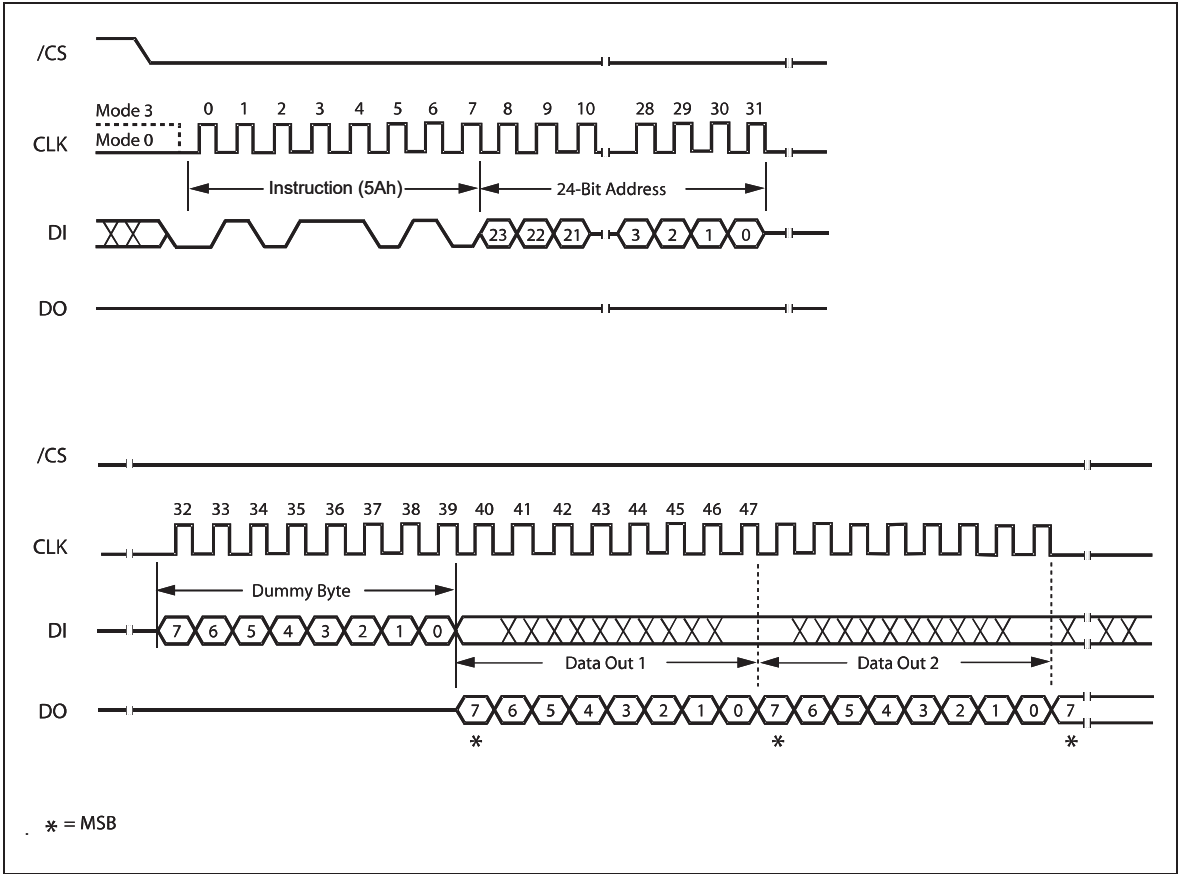 /CS
Mode 3 0 1 2 3 4 5 6 7 8 9 10 28 29 30 31
CLK Mode 0
Instruction (5Ah) 24-Bit Address
DI 23 22 21 3 2 1 0
DO
/CS
32 33 34 35 36 37 38 39 40 41 42 43 44 45 46 47
CLK
Dummy Byte
DI 7 6 5 4 3 2 1 0
Data Out 1 Data Out 2
DO 7 6 5 4 3 2 1 0 7 6 5 4 3 2 1 0 7
* * *
. * = MSB